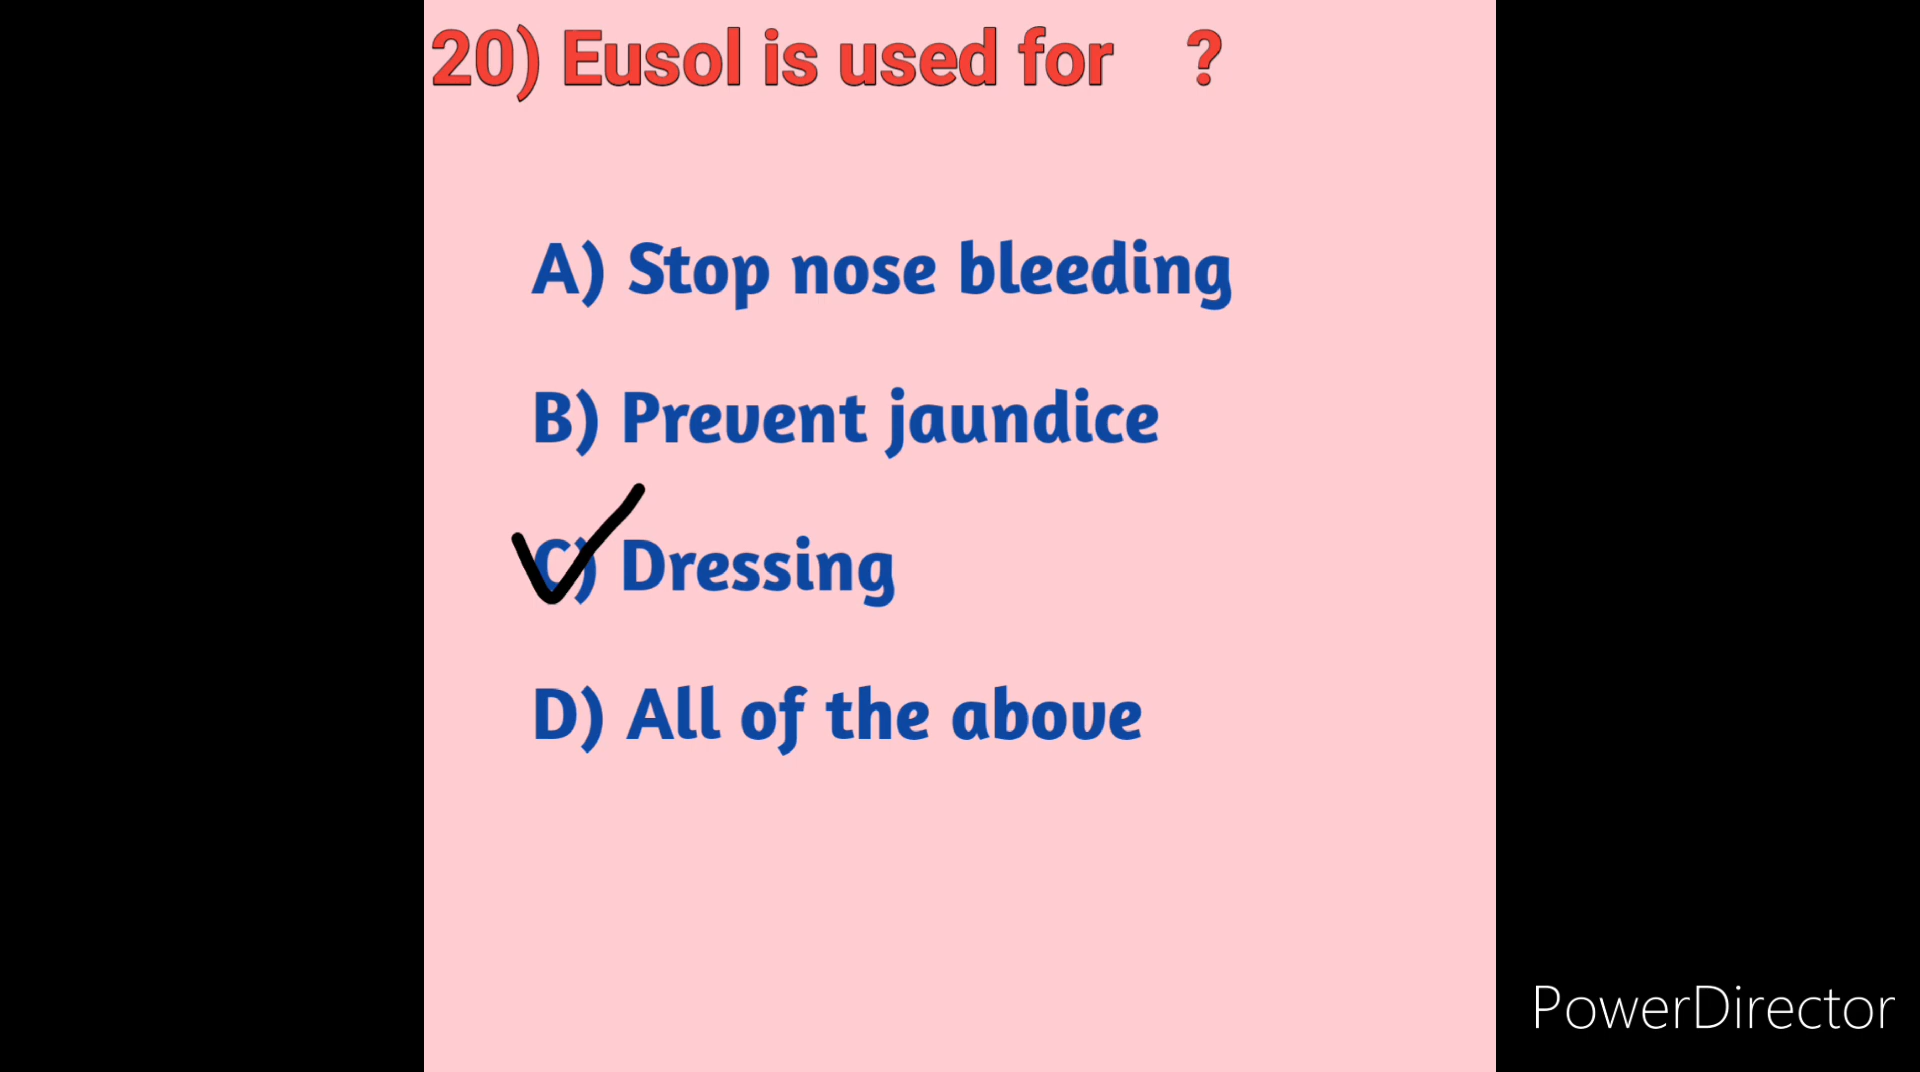 20) Eusol is used for ?
A) Stop nose bleeding
B) Prevent jaundice
C) Dressing
D) All of the above
PowerDirector